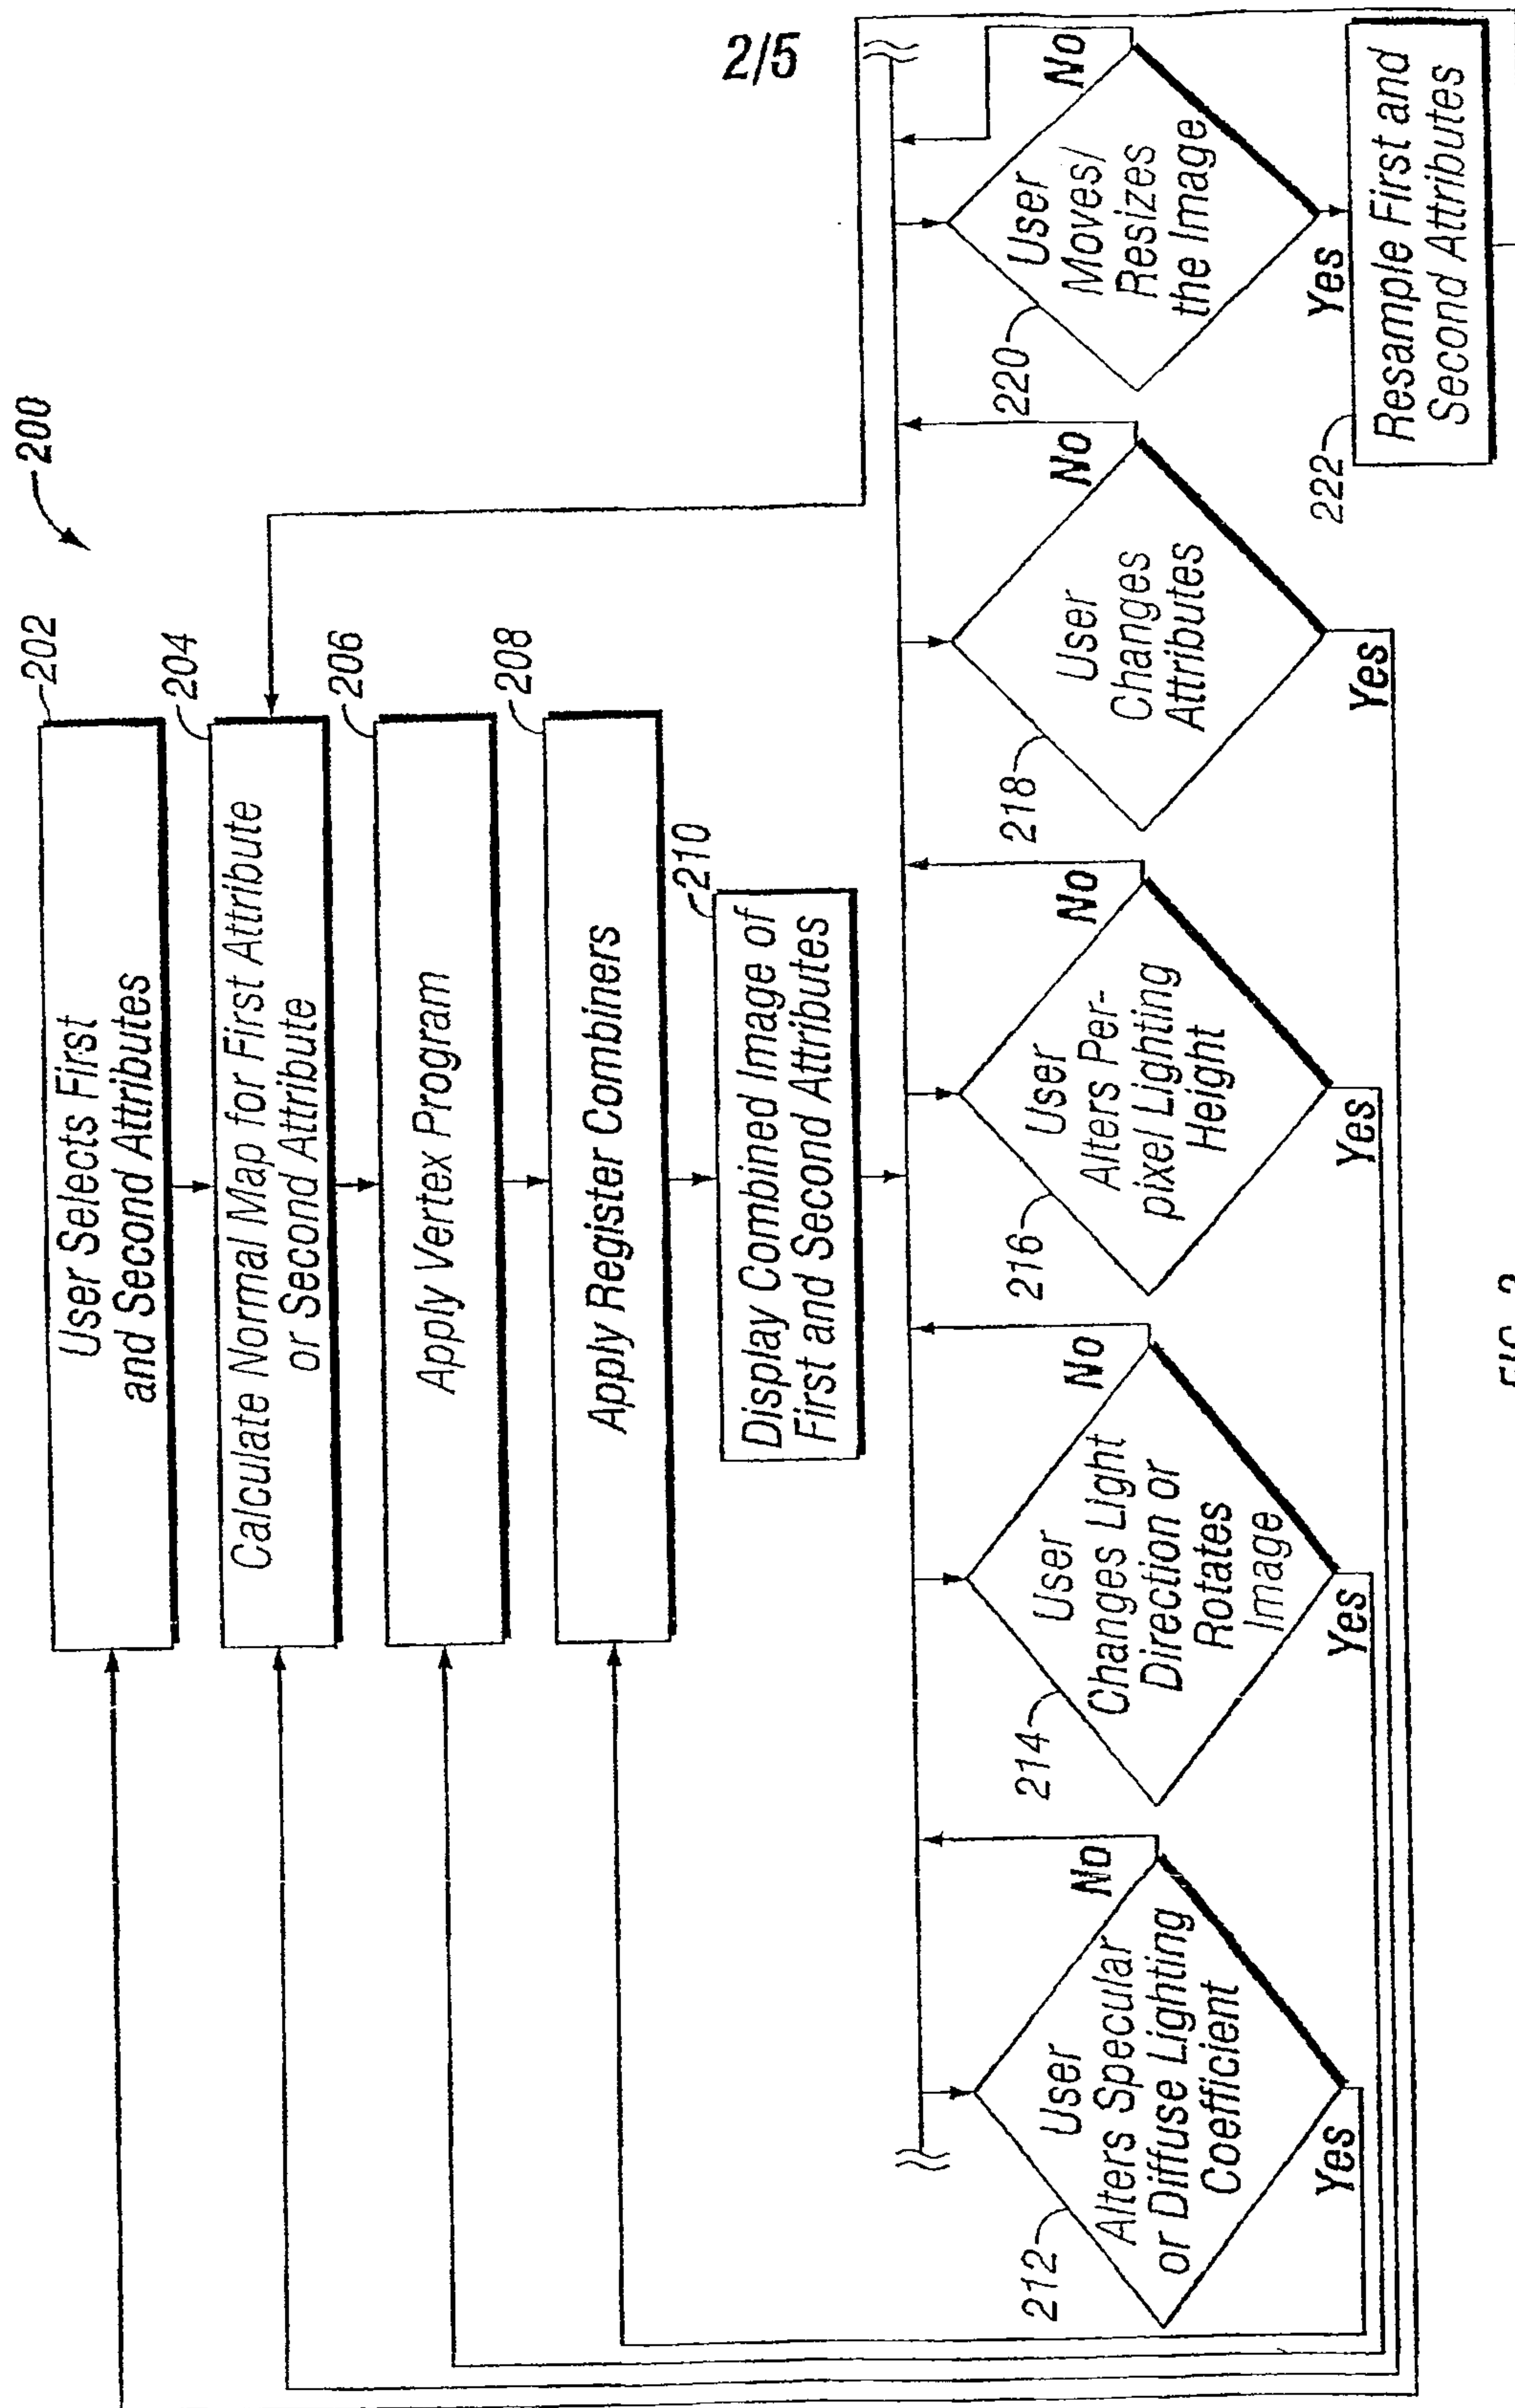 2/5
200
202
User Selects First
and Second Attributes
204
Calculate Normal Map for First Attribute
or Second Attribute
206
Apply Vertex Program
208
Apply Register Combiners
210
Display Combined Image of
First and Second Attributes
212
User
Alters Specular
or Diffuse Lighting
Coefficient
No
Yes
214
User
Changes Light
Direction or
Rotates
Image
No
Yes
216
User
Alters Per-
pixel Lighting
Height
No
Yes
218
User
Changes
Attributes
No
Yes
220
User
Moves/
Resizes
the Image
No
Yes
222
Resample First and
Second Attributes